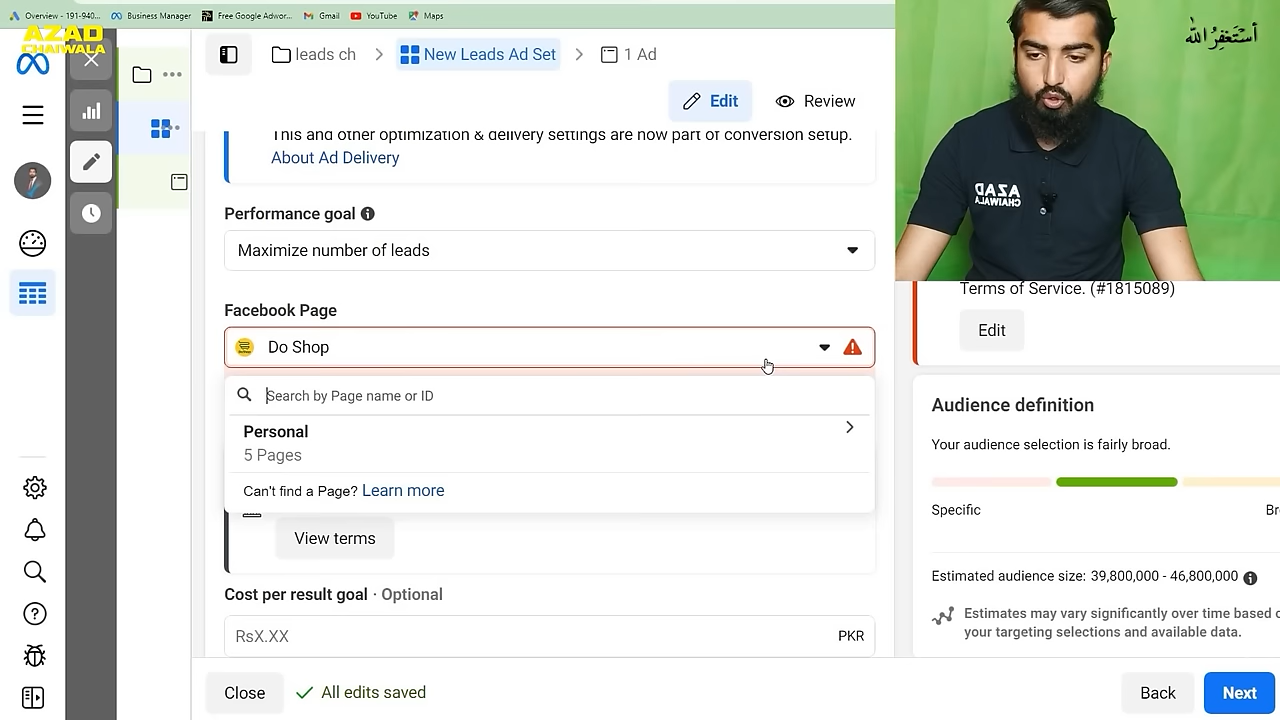 Overview - 191-940...
Business Manager
Free Google Adwor...
Gmail
YouTube
Maps
AZAD
CHAIWALA
leads ch
New Leads Ad Set
1 Ad
Edit
Review
This and other optimization & delivery settings are now part of conversion setup.
About Ad Delivery
Performance goal
Maximize number of leads
Facebook Page
Do Shop
Search by Page name or ID
Personal
5 Pages
Can't find a Page? Learn more
View terms
Cost per result goal · Optional
RsX.XX
PKR
Close
All edits saved
Back
Next
أستغفر الله
AZAD
CHAIWALA
Terms of Service. (#1815089)
Edit
Audience definition
Your audience selection is fairly broad.
Specific
Br
Estimated audience size: 39,800,000 - 46,800,000
Estimates may vary significantly over time based o
your targeting selections and available data.